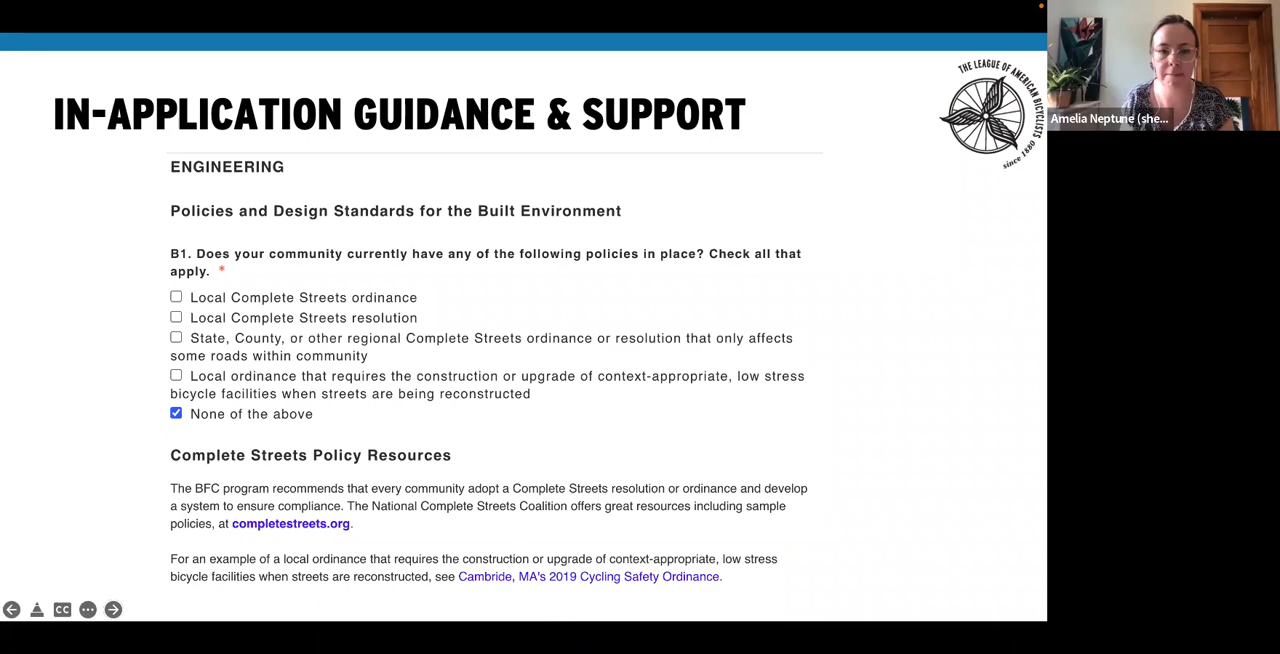 IN-APPLICATION GUIDANCE & SUPPORT
THE LEAGUE OF AMERICAN BICYCLISTS
since 1880
Amelia Neptune (she...
ENGINEERING
Policies and Design Standards for the Built Environment
B1. Does your community currently have any of the following policies in place? Check all that
apply. *
Local Complete Streets ordinance
Local Complete Streets resolution
State, County, or other regional Complete Streets ordinance or resolution that only affects
some roads within community
Local ordinance that requires the construction or upgrade of context-appropriate, low stress
bicycle facilities when streets are being reconstructed
None of the above
Complete Streets Policy Resources
The BFC program recommends that every community adopt a Complete Streets resolution or ordinance and develop
a system to ensure compliance. The National Complete Streets Coalition offers great resources including sample
policies, at completestreets.org.
For an example of a local ordinance that requires the construction or upgrade of context-appropriate, low stress
bicycle facilities when streets are reconstructed, see Cambride, MA's 2019 Cycling Safety Ordinance.
CC